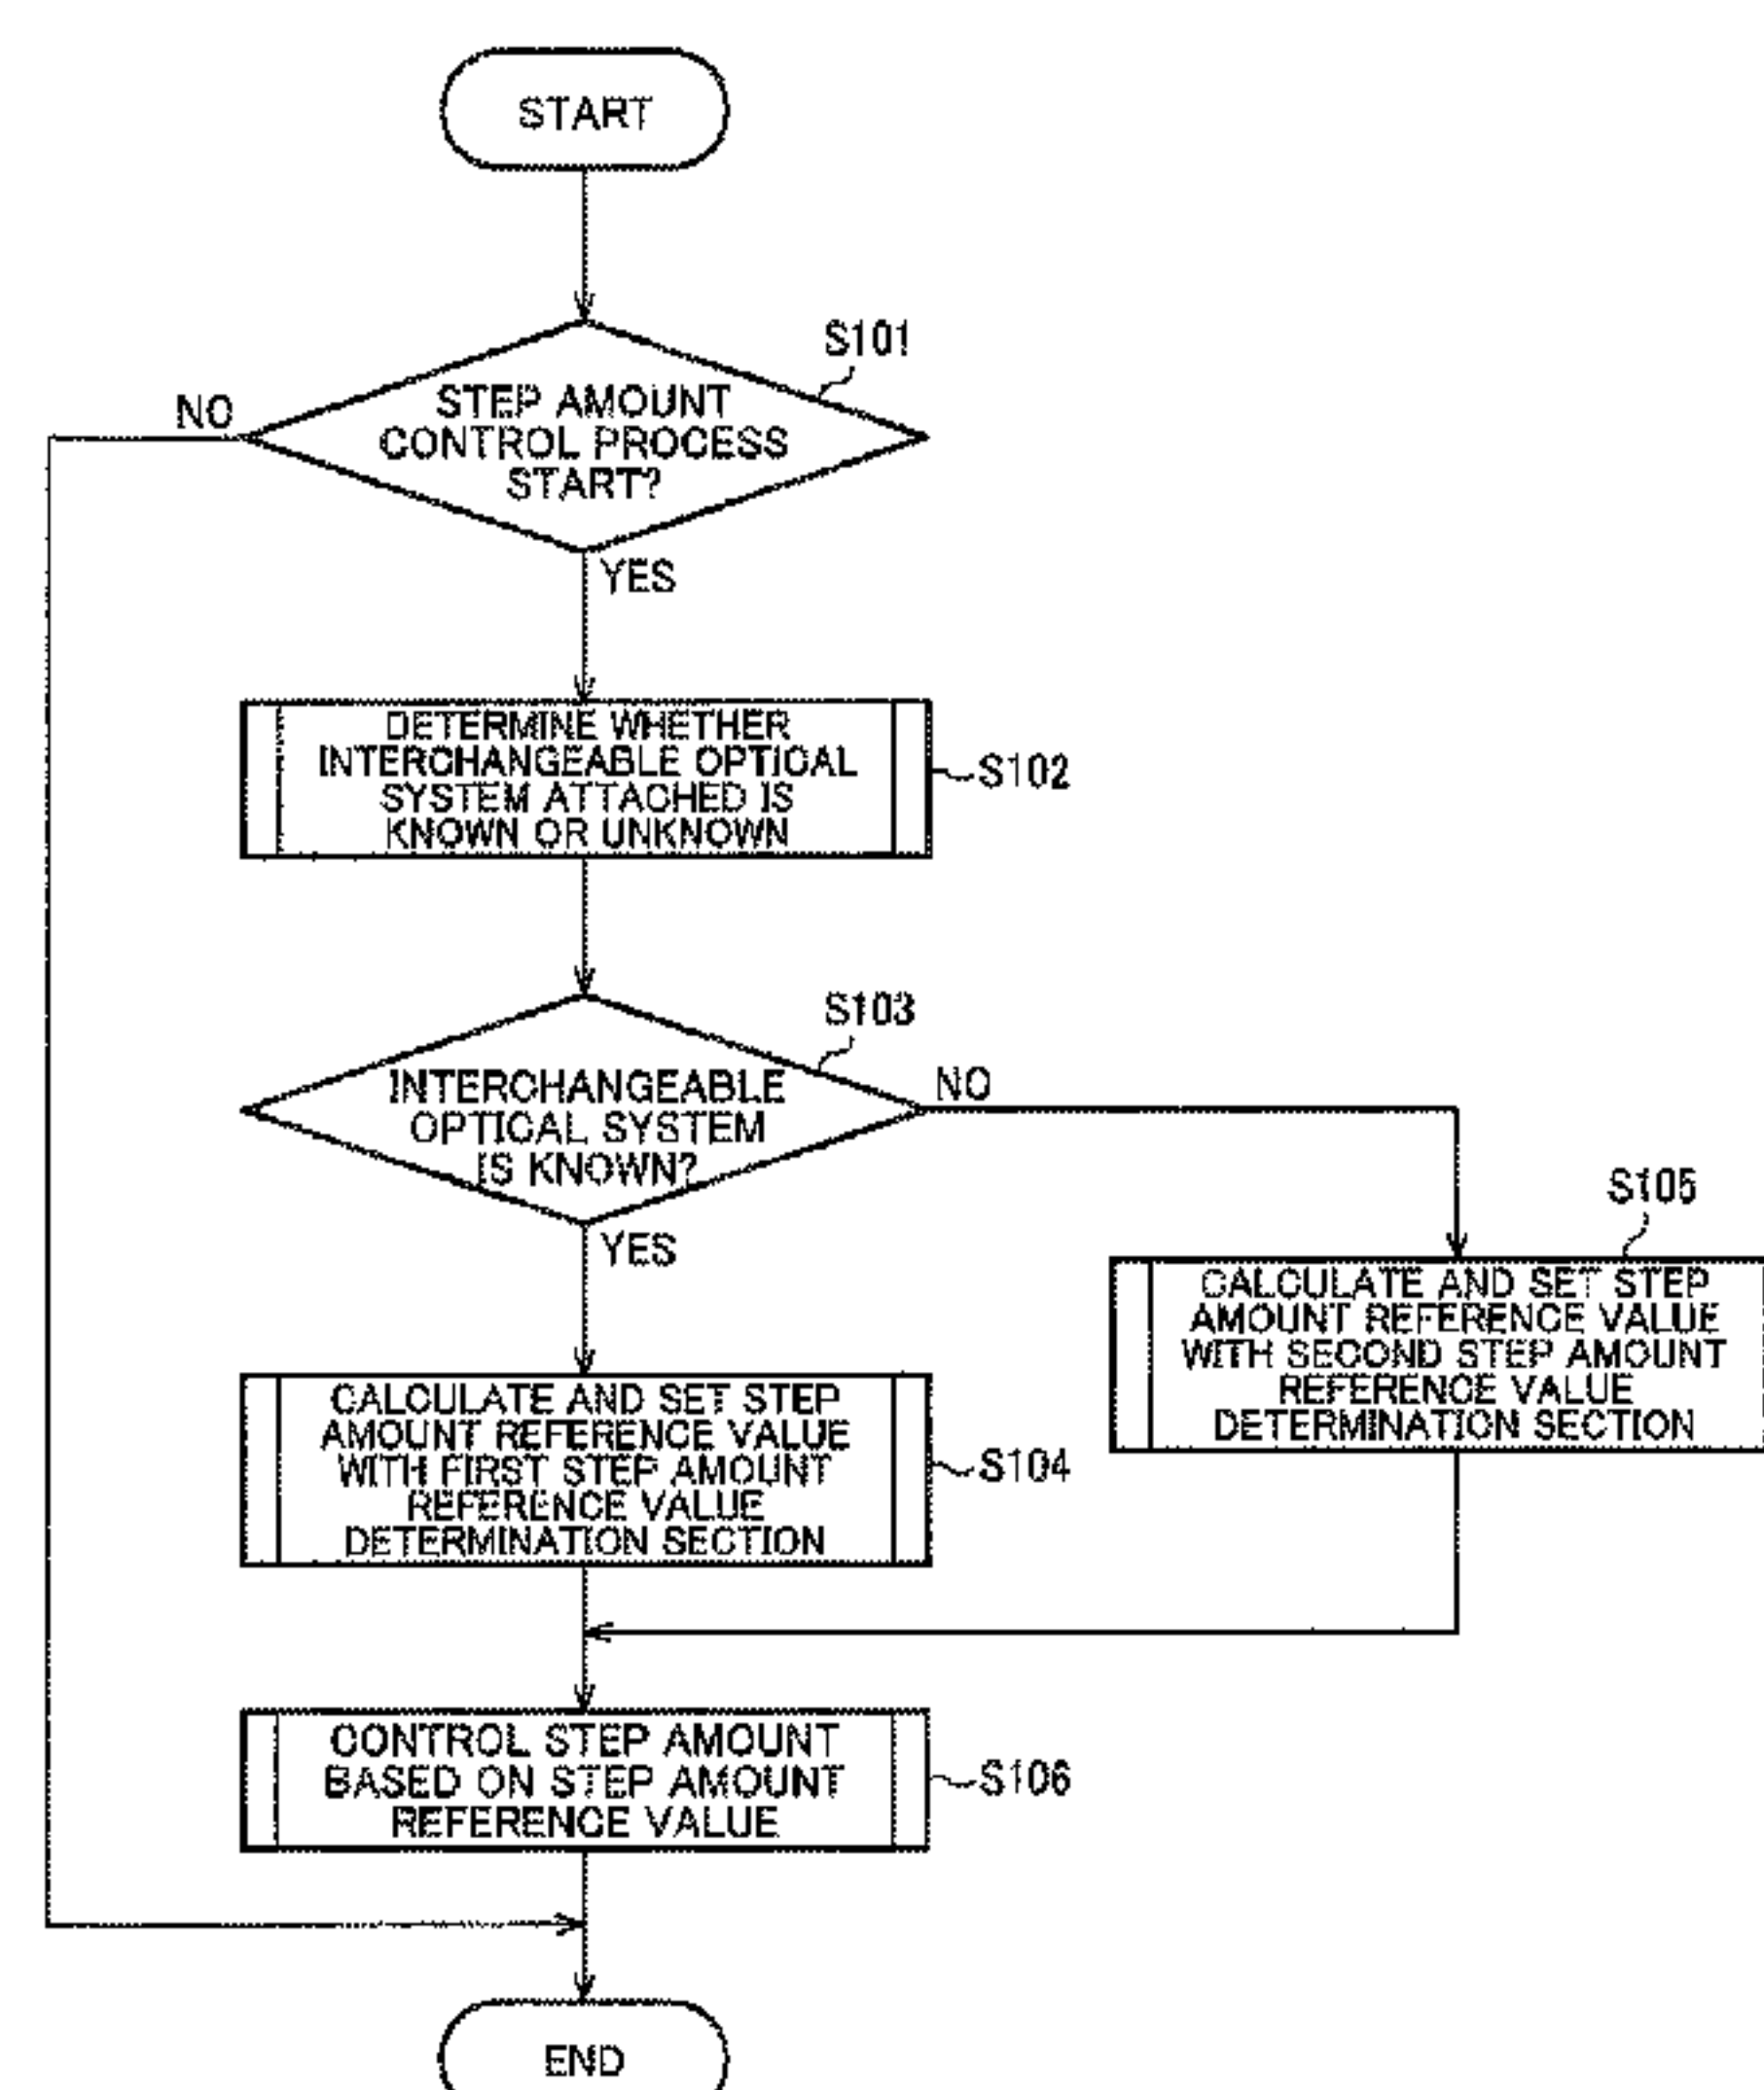 START
S101
NO
STEP AMOUNT
CONTROL PROCESS
START?
YES
DETERMINE WHETHER
INTERCHANGEABLE OPTICAL
SYSTEM ATTACHED IS
KNOWN OR UNKNOWN
S102
S103
INTERCHANGEABLE
OPTICAL SYSTEM
IS KNOWN?
NO
YES
S105
CALCULATE AND SET STEP
AMOUNT REFERENCE VALUE
WITH SECOND STEP AMOUNT
REFERENCE VALUE
DETERMINATION SECTION
CALCULATE AND SET STEP
AMOUNT REFERENCE VALUE
WITH FIRST STEP AMOUNT
REFERENCE VALUE
DETERMINATION SECTION
S104
CONTROL STEP AMOUNT
BASED ON STEP AMOUNT
REFERENCE VALUE
S106
END